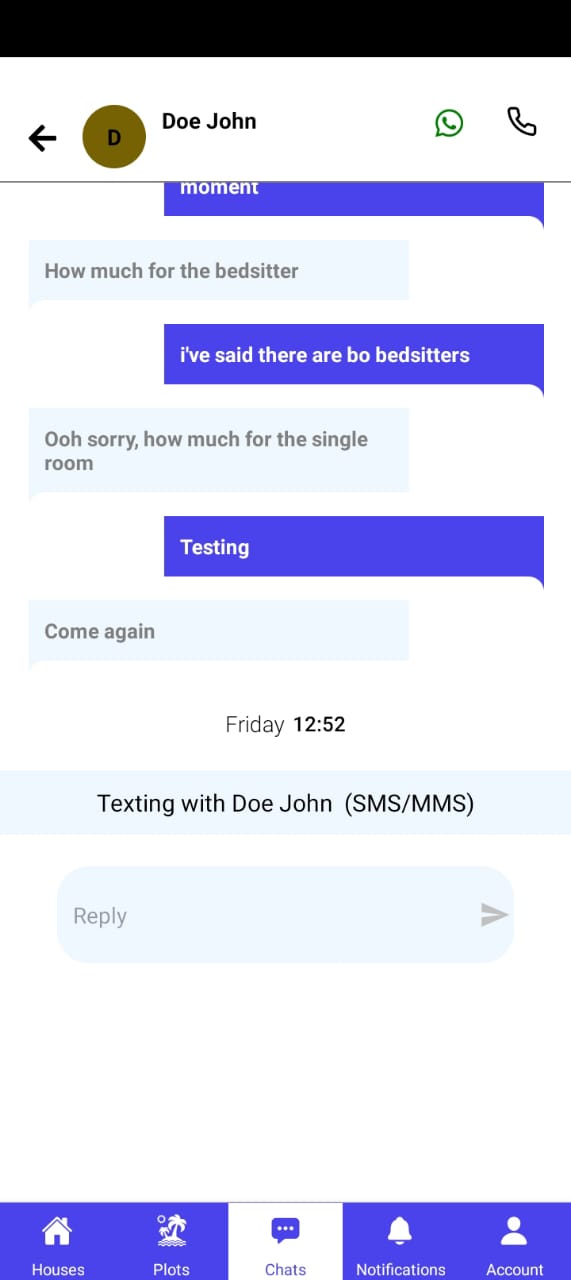 D
Doe John
moment
How much for the bedsitter
i've said there are bo bedsitters
Ooh sorry, how much for the single
room
Testing
Come again
Friday 12:52
Texting with Doe John (SMS/MMS)
Reply
Houses
Plots
Chats
Notifications
Account